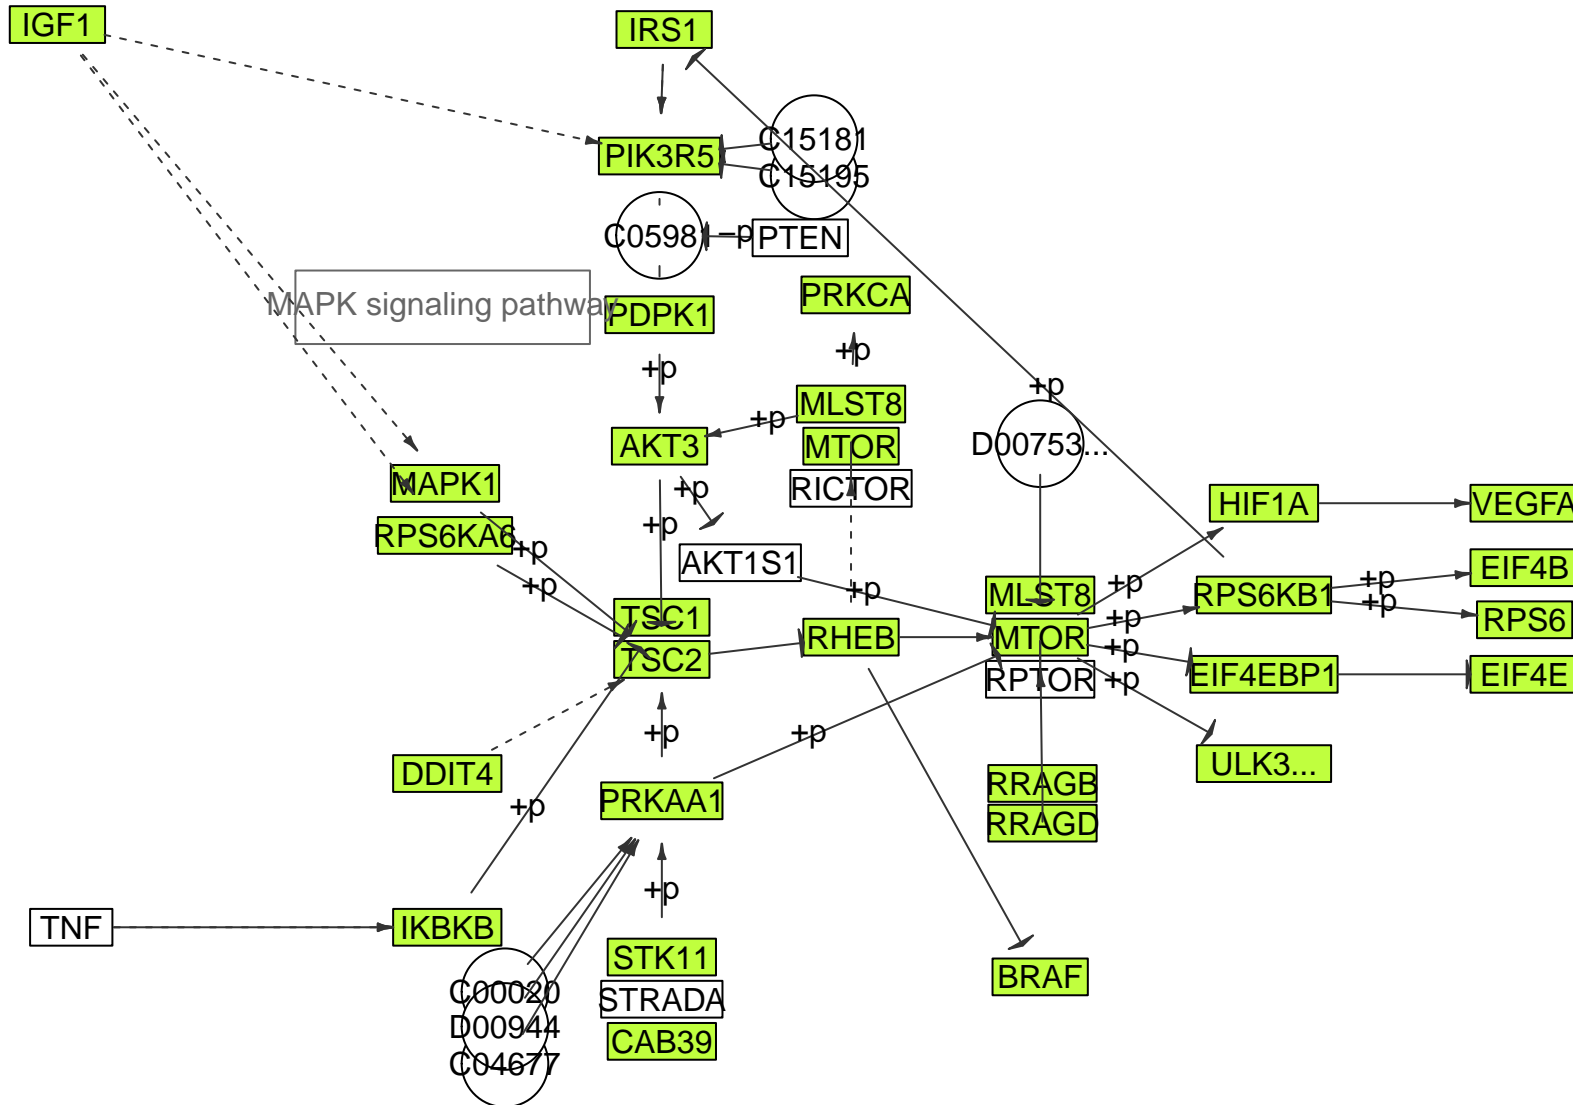 IGF1
IRS1
C15181
PIK3R5
C15195
C0598
−p
PTEN
PRKCA
MAPK signaling pathway
PDPK1
+p
+p
+p
MLST8
+p
AKT3
MTOR
D00753...
MAPK1
RICTOR
+p
HIF1A
VEGFA
RPS6KA6
+p
+p
AKT1S1
EIF4B
+p
+p
+p
+p
MLST8
RPS6KB1
+p
TSC1
RHEB
MTOR
+p
RPS6
TSC2
+p
RPTOR
+p
EIF4EBP1
EIF4E
+p
+p
DDIT4
ULK3...
PRKAA1
RRAGB
+p
RRAGD
+p
TNF
IKBKB
STK11
BRAF
C00020
STRADA
D00944
CAB39
C04677